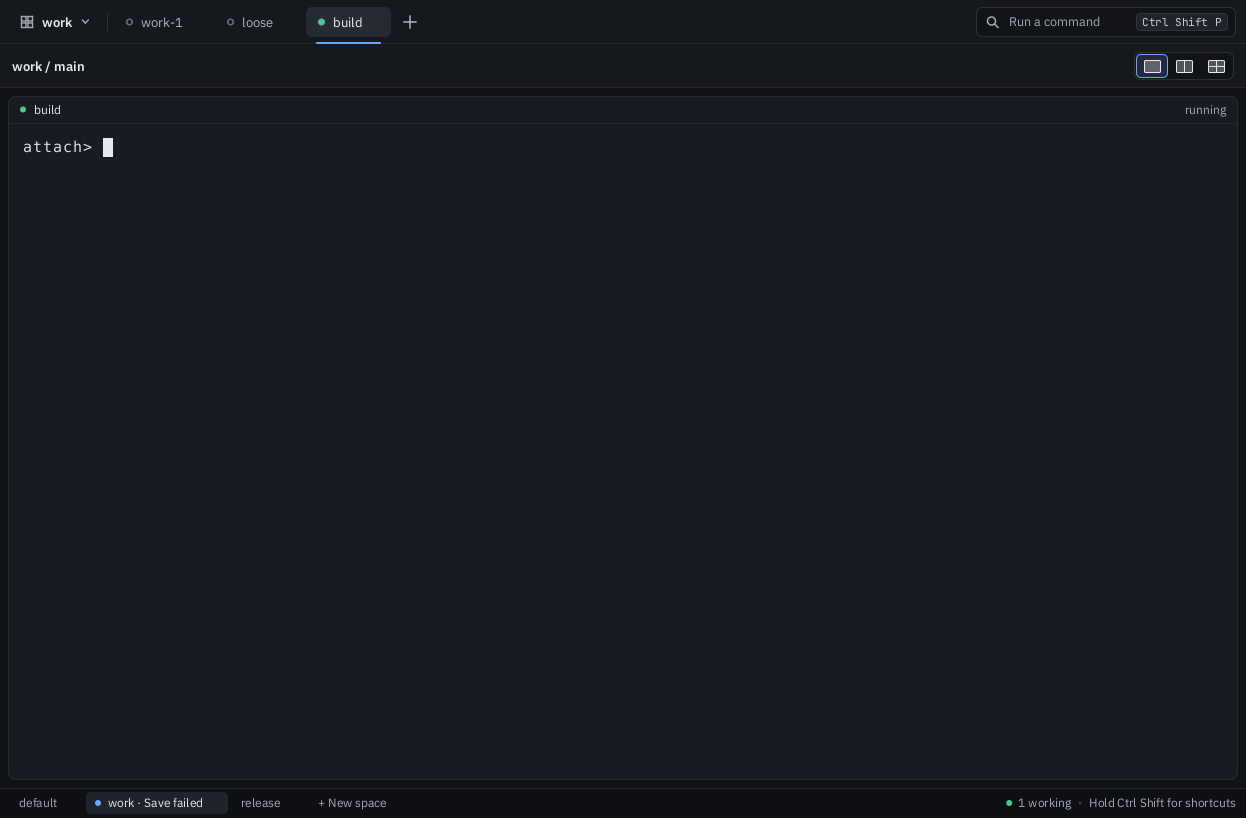 work work-1 loose build Run a command Ctrl Shift P
work / main
build running
attach>
default work · Save failed release + New space 1 working · Hold Ctrl Shift for shortcuts